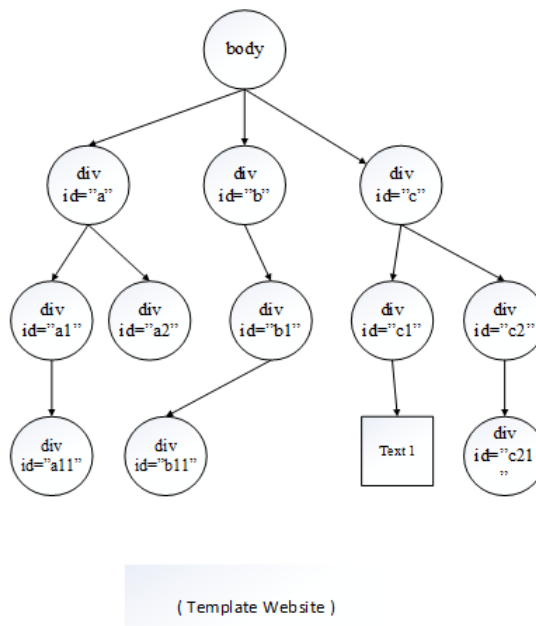 body
div
id="a"
div
id="b"
div
id="c"
div
id="a1"
div
id="a2"
div
id="b1"
div
id="c1"
div
id="c2"
div
id="a11"
div
id="b11"
Text 1
div
id="c21
"
( Template Website )